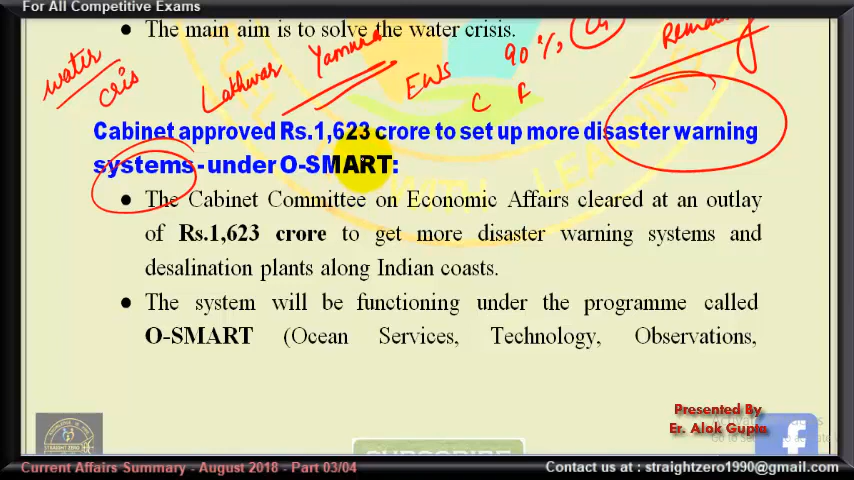 For All Competitive Exams
● The main aim is to solve the water crisis.
water
cris
Lakhwar
Yamuna
EWS
90%,
C F
Cabinet approved Rs.1,623 crore to set up more disaster warning
systems - under O-SMART:
● The Cabinet Committee on Economic Affairs cleared at an outlay
of Rs.1,623 crore to get more disaster warning systems and
desalination plants along Indian coasts.
● The system will be functioning under the programme called
O-SMART (Ocean Services, Technology, Observations,
Presented By
Er. Alok Gupta
SUBSCRIBE
Current Affairs Summary - August 2018 - Part 03/04
Contact us at : straightzero1990@gmail.com